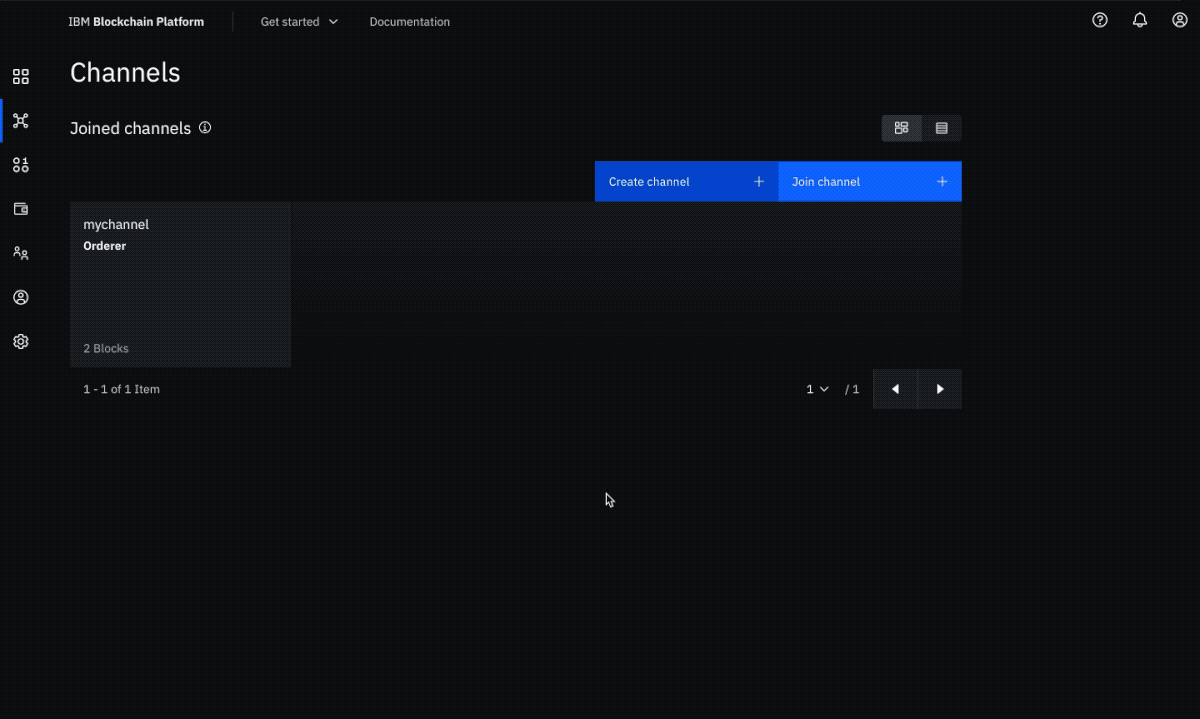 IBM Blockchain Platform
Get started
Documentation
Channels
Joined channels
Create channel
Join channel
mychannel
Orderer
2 Blocks
1 - 1 of 1 Item
1
/ 1